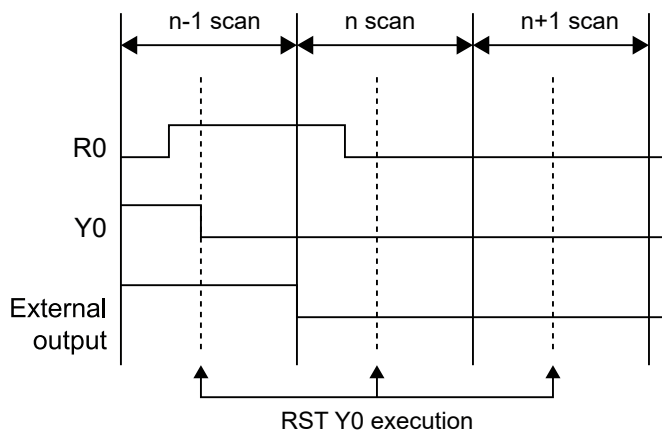 n-1 scan
n scan
n+1 scan
R0
Y0
External
output
RST Y0 execution